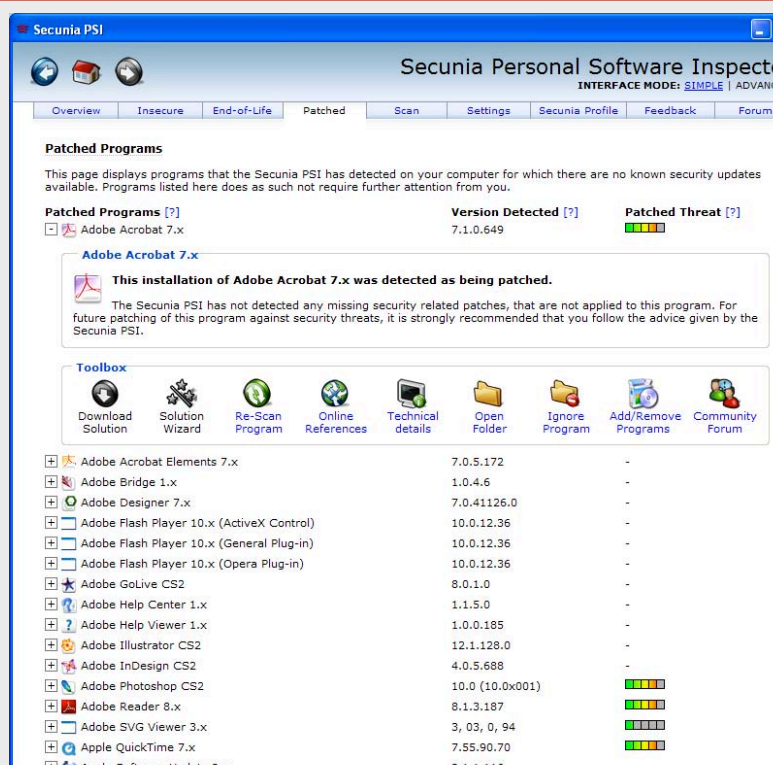 Secunia PSI
Secunia Personal Software Inspect
INTERFACE MODE: SIMPLE | ADVAN
Overview Insecure End-of-Life Patched Scan Settings Secunia Profile Feedback Forum
Patched Programs
This page displays programs that the Secunia PSI has detected on your computer for which there are no known security updates
available. Programs listed here does as such not require further attention from you.
Patched Programs [?] Version Detected [?] Patched Threat [?]
- Adobe Acrobat 7.x 7.1.0.649
Adobe Acrobat 7.x
This installation of Adobe Acrobat 7.x was detected as being patched.
The Secunia PSI has not detected any missing security related patches, that are not applied to this program. For
future patching of this program against security threats, it is strongly recommended that you follow the advice given by the
Secunia PSI.
Toolbox
Download Solution Re-Scan Online Technical Open Ignore Add/Remove Community
Solution Wizard Program References details Folder Program Programs Forum
+ Adobe Acrobat Elements 7.x 7.0.5.172 -
+ Adobe Bridge 1.x 1.0.4.6 -
+ Adobe Designer 7.x 7.0.41126.0 -
+ Adobe Flash Player 10.x (ActiveX Control) 10.0.12.36 -
+ Adobe Flash Player 10.x (General Plug-in) 10.0.12.36 -
+ Adobe Flash Player 10.x (Opera Plug-in) 10.0.12.36 -
+ Adobe GoLive CS2 8.0.1.0 -
+ Adobe Help Center 1.x 1.1.5.0 -
+ Adobe Help Viewer 1.x 1.0.0.185 -
+ Adobe Illustrator CS2 12.1.128.0 -
+ Adobe InDesign CS2 4.0.5.688 -
+ Adobe Photoshop CS2 10.0 (10.0x001)
+ Adobe Reader 8.x 8.1.3.187
+ Adobe SVG Viewer 3.x 3, 03, 0, 94
+ Apple QuickTime 7.x 7.55.90.70